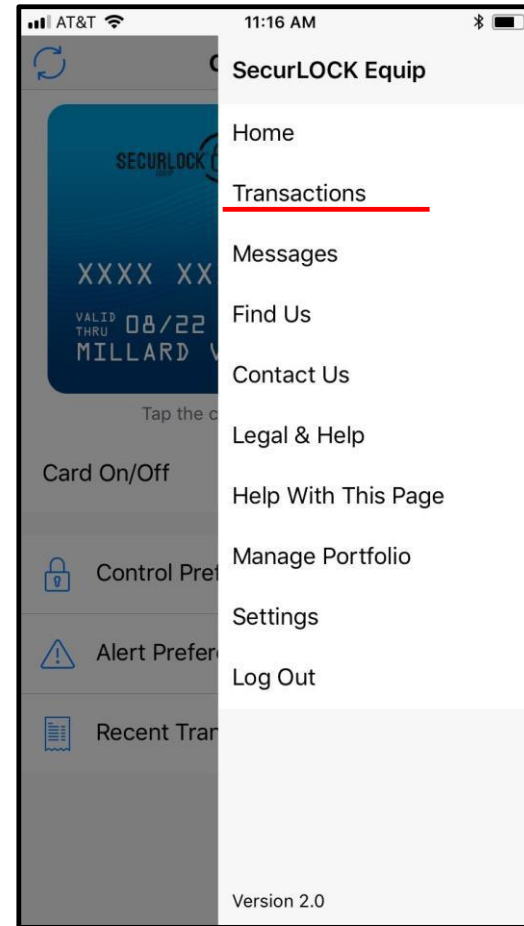 AT&T 11:16 AM
SecurLOCK Equip
Home
Transactions
Messages
Find Us
Contact Us
Legal & Help
Help With This Page
Manage Portfolio
Settings
Log Out
Version 2.0
C
SECURLOCK
EQUIP
XXXX XX
VALID
THRU 08/22
MILLARD V
Tap the c
Card On/Off
Control Pref
Alert Prefer
Recent Tran